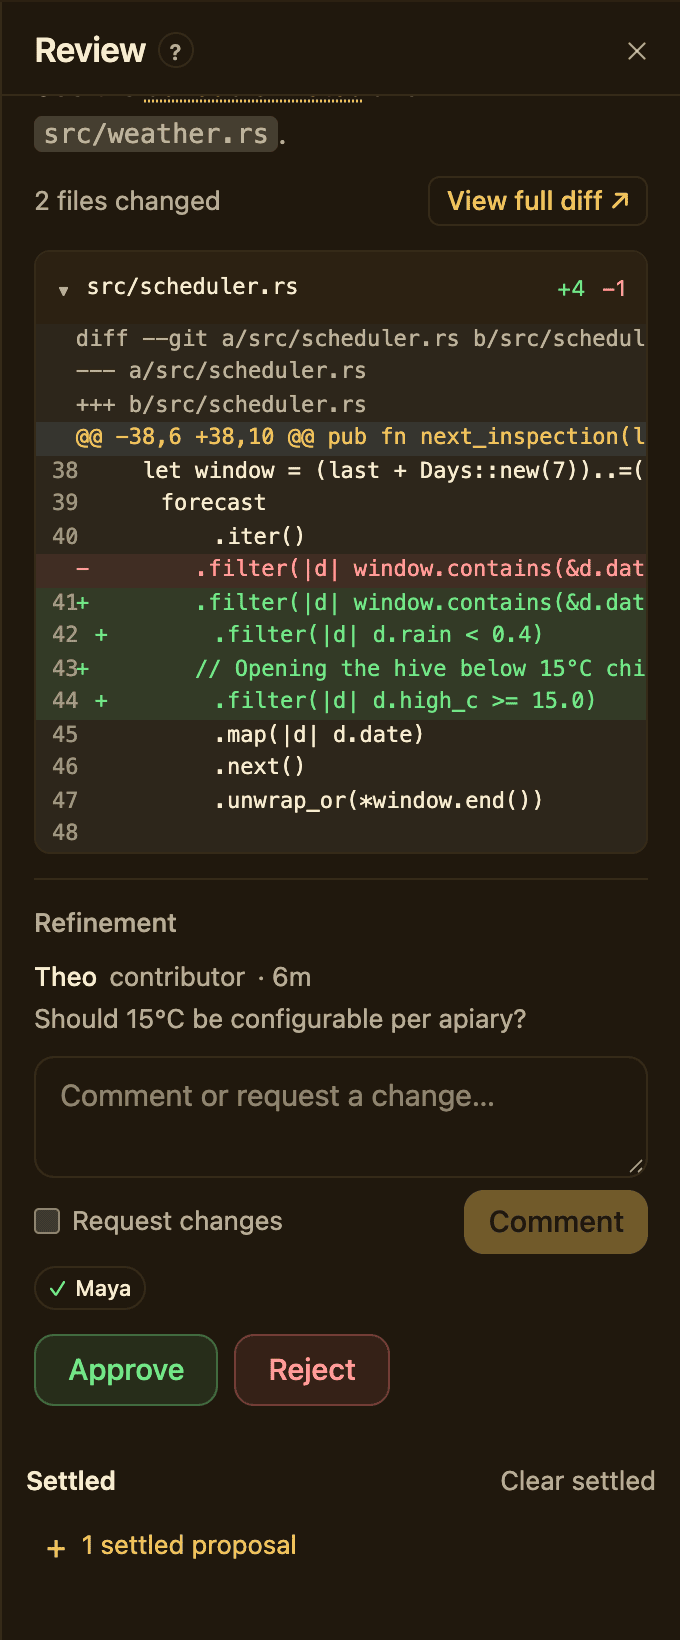 Review ?
src/weather.rs.
2 files changed
View full diff ↗
▼ src/scheduler.rs +4 −1
diff --git a/src/scheduler.rs b/src/schedul
--- a/src/scheduler.rs
+++ b/src/scheduler.rs
@@ -38,6 +38,10 @@ pub fn next_inspection(l
38 let window = (last + Days::new(7))..=(
39 forecast
40 .iter()
− .filter(|d| window.contains(&d.dat
41+ .filter(|d| window.contains(&d.dat
42 + .filter(|d| d.rain < 0.4)
43+ // Opening the hive below 15°C chi
44 + .filter(|d| d.high_c >= 15.0)
45 .map(|d| d.date)
46 .next()
47 .unwrap_or(*window.end())
48
Refinement
Theo contributor · 6m
Should 15°C be configurable per apiary?
Comment or request a change...
Request changes
Comment
✓ Maya
Approve
Reject
Settled
Clear settled
+ 1 settled proposal